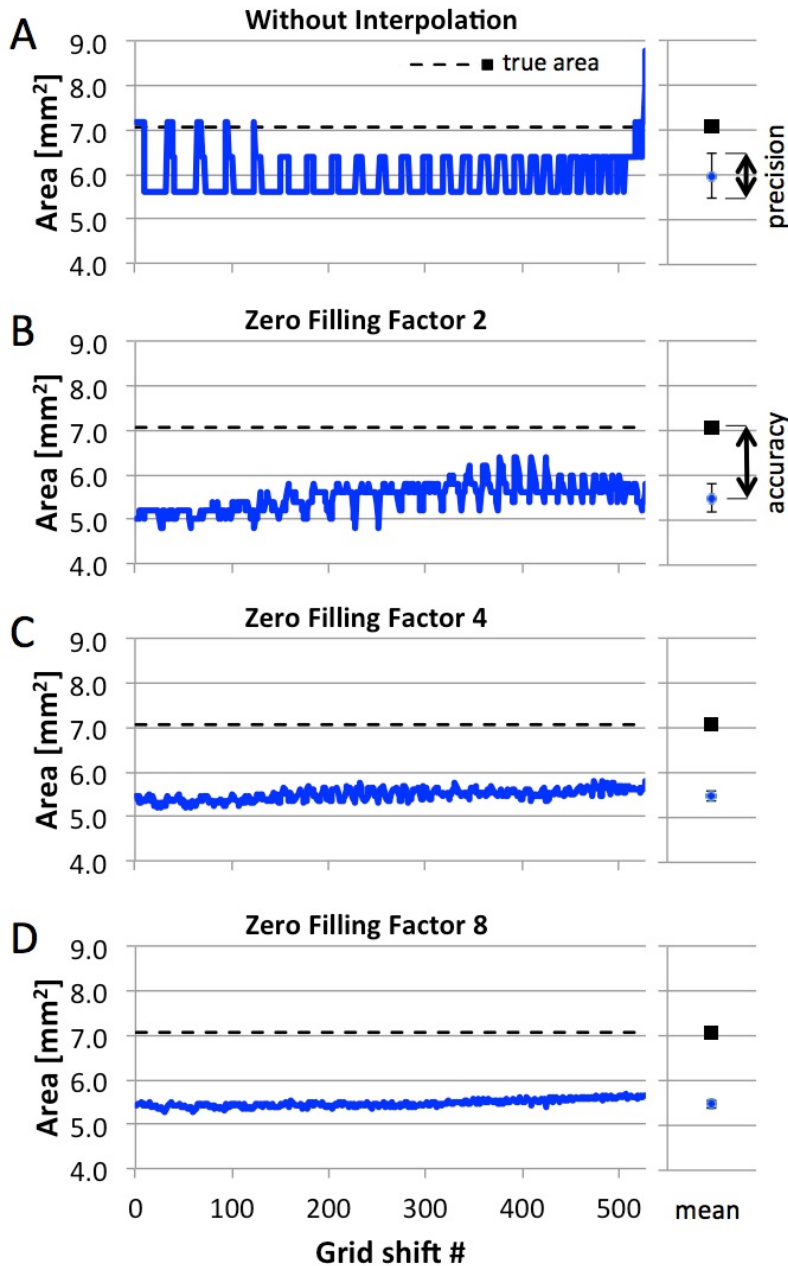 A
Without Interpolation
Area [mm²]
9.0
8.0
7.0
6.0
5.0
4.0
true area
precision
B
Zero Filling Factor 2
Area [mm²]
9.0
8.0
7.0
6.0
5.0
4.0
accuracy
C
Zero Filling Factor 4
Area [mm²]
9.0
8.0
7.0
6.0
5.0
4.0
D
Zero Filling Factor 8
Area [mm²]
9.0
8.0
7.0
6.0
5.0
4.0
0 100 200 300 400 500
mean
Grid shift #